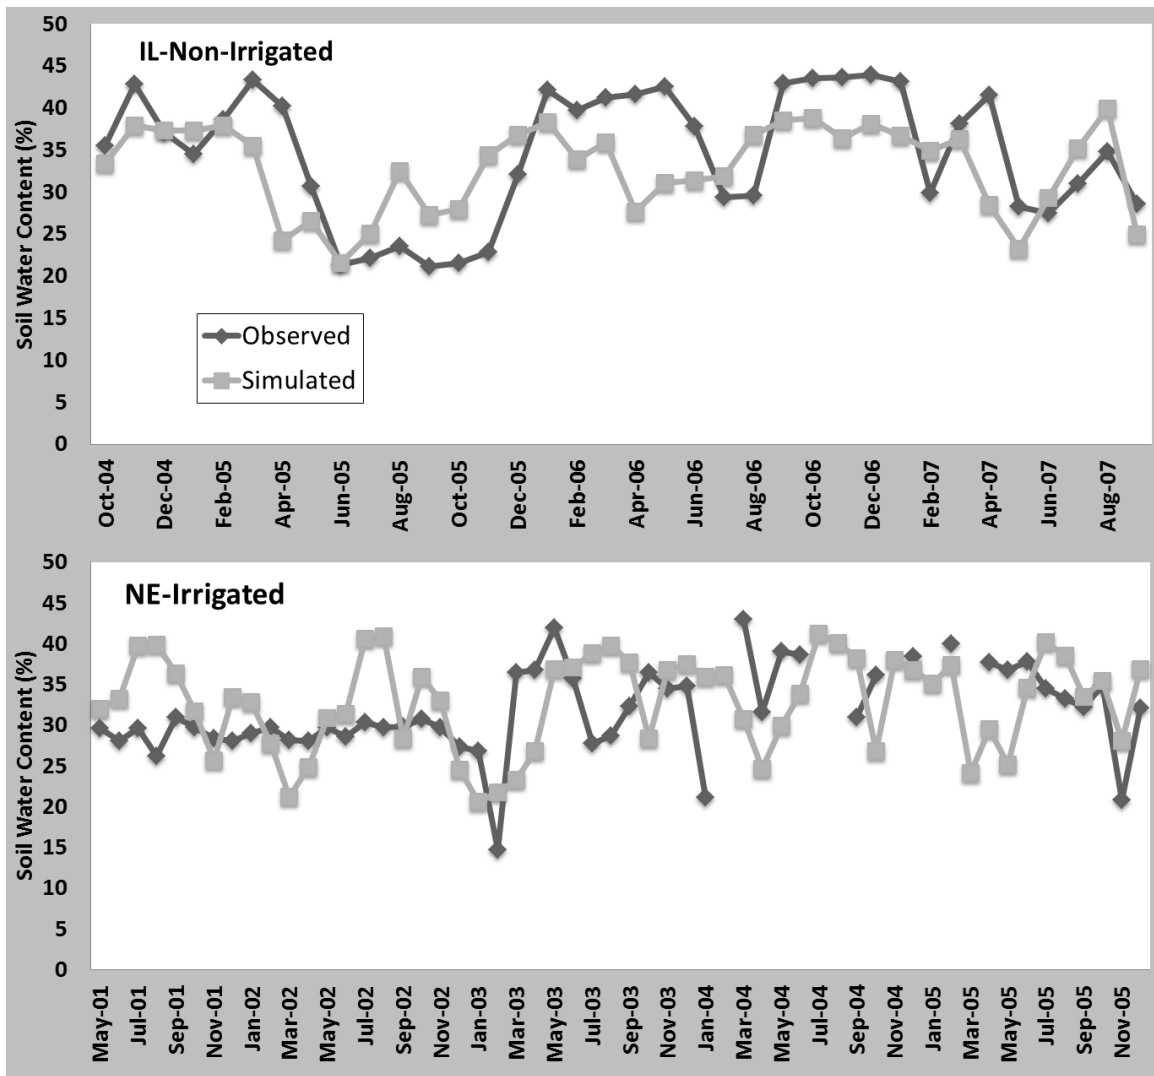 IL-Non-Irrigated
Soil Water Content (%)
50
45
40
35
30
25
20
15
10
5
0
Observed
Simulated
Oct-04
Dec-04
Feb-05
Apr-05
Jun-05
Aug-05
Oct-05
Dec-05
Feb-06
Apr-06
Jun-06
Aug-06
Oct-06
Dec-06
Feb-07
Apr-07
Jun-07
Aug-07
NE-Irrigated
Soil Water Content (%)
50
45
40
35
30
25
20
15
10
5
0
May-01
Jul-01
Sep-01
Nov-01
Jan-02
Mar-02
May-02
Jul-02
Sep-02
Nov-02
Jan-03
Mar-03
May-03
Jul-03
Sep-03
Nov-03
Jan-04
Mar-04
May-04
Jul-04
Sep-04
Nov-04
Jan-05
Mar-05
May-05
Jul-05
Sep-05
Nov-05